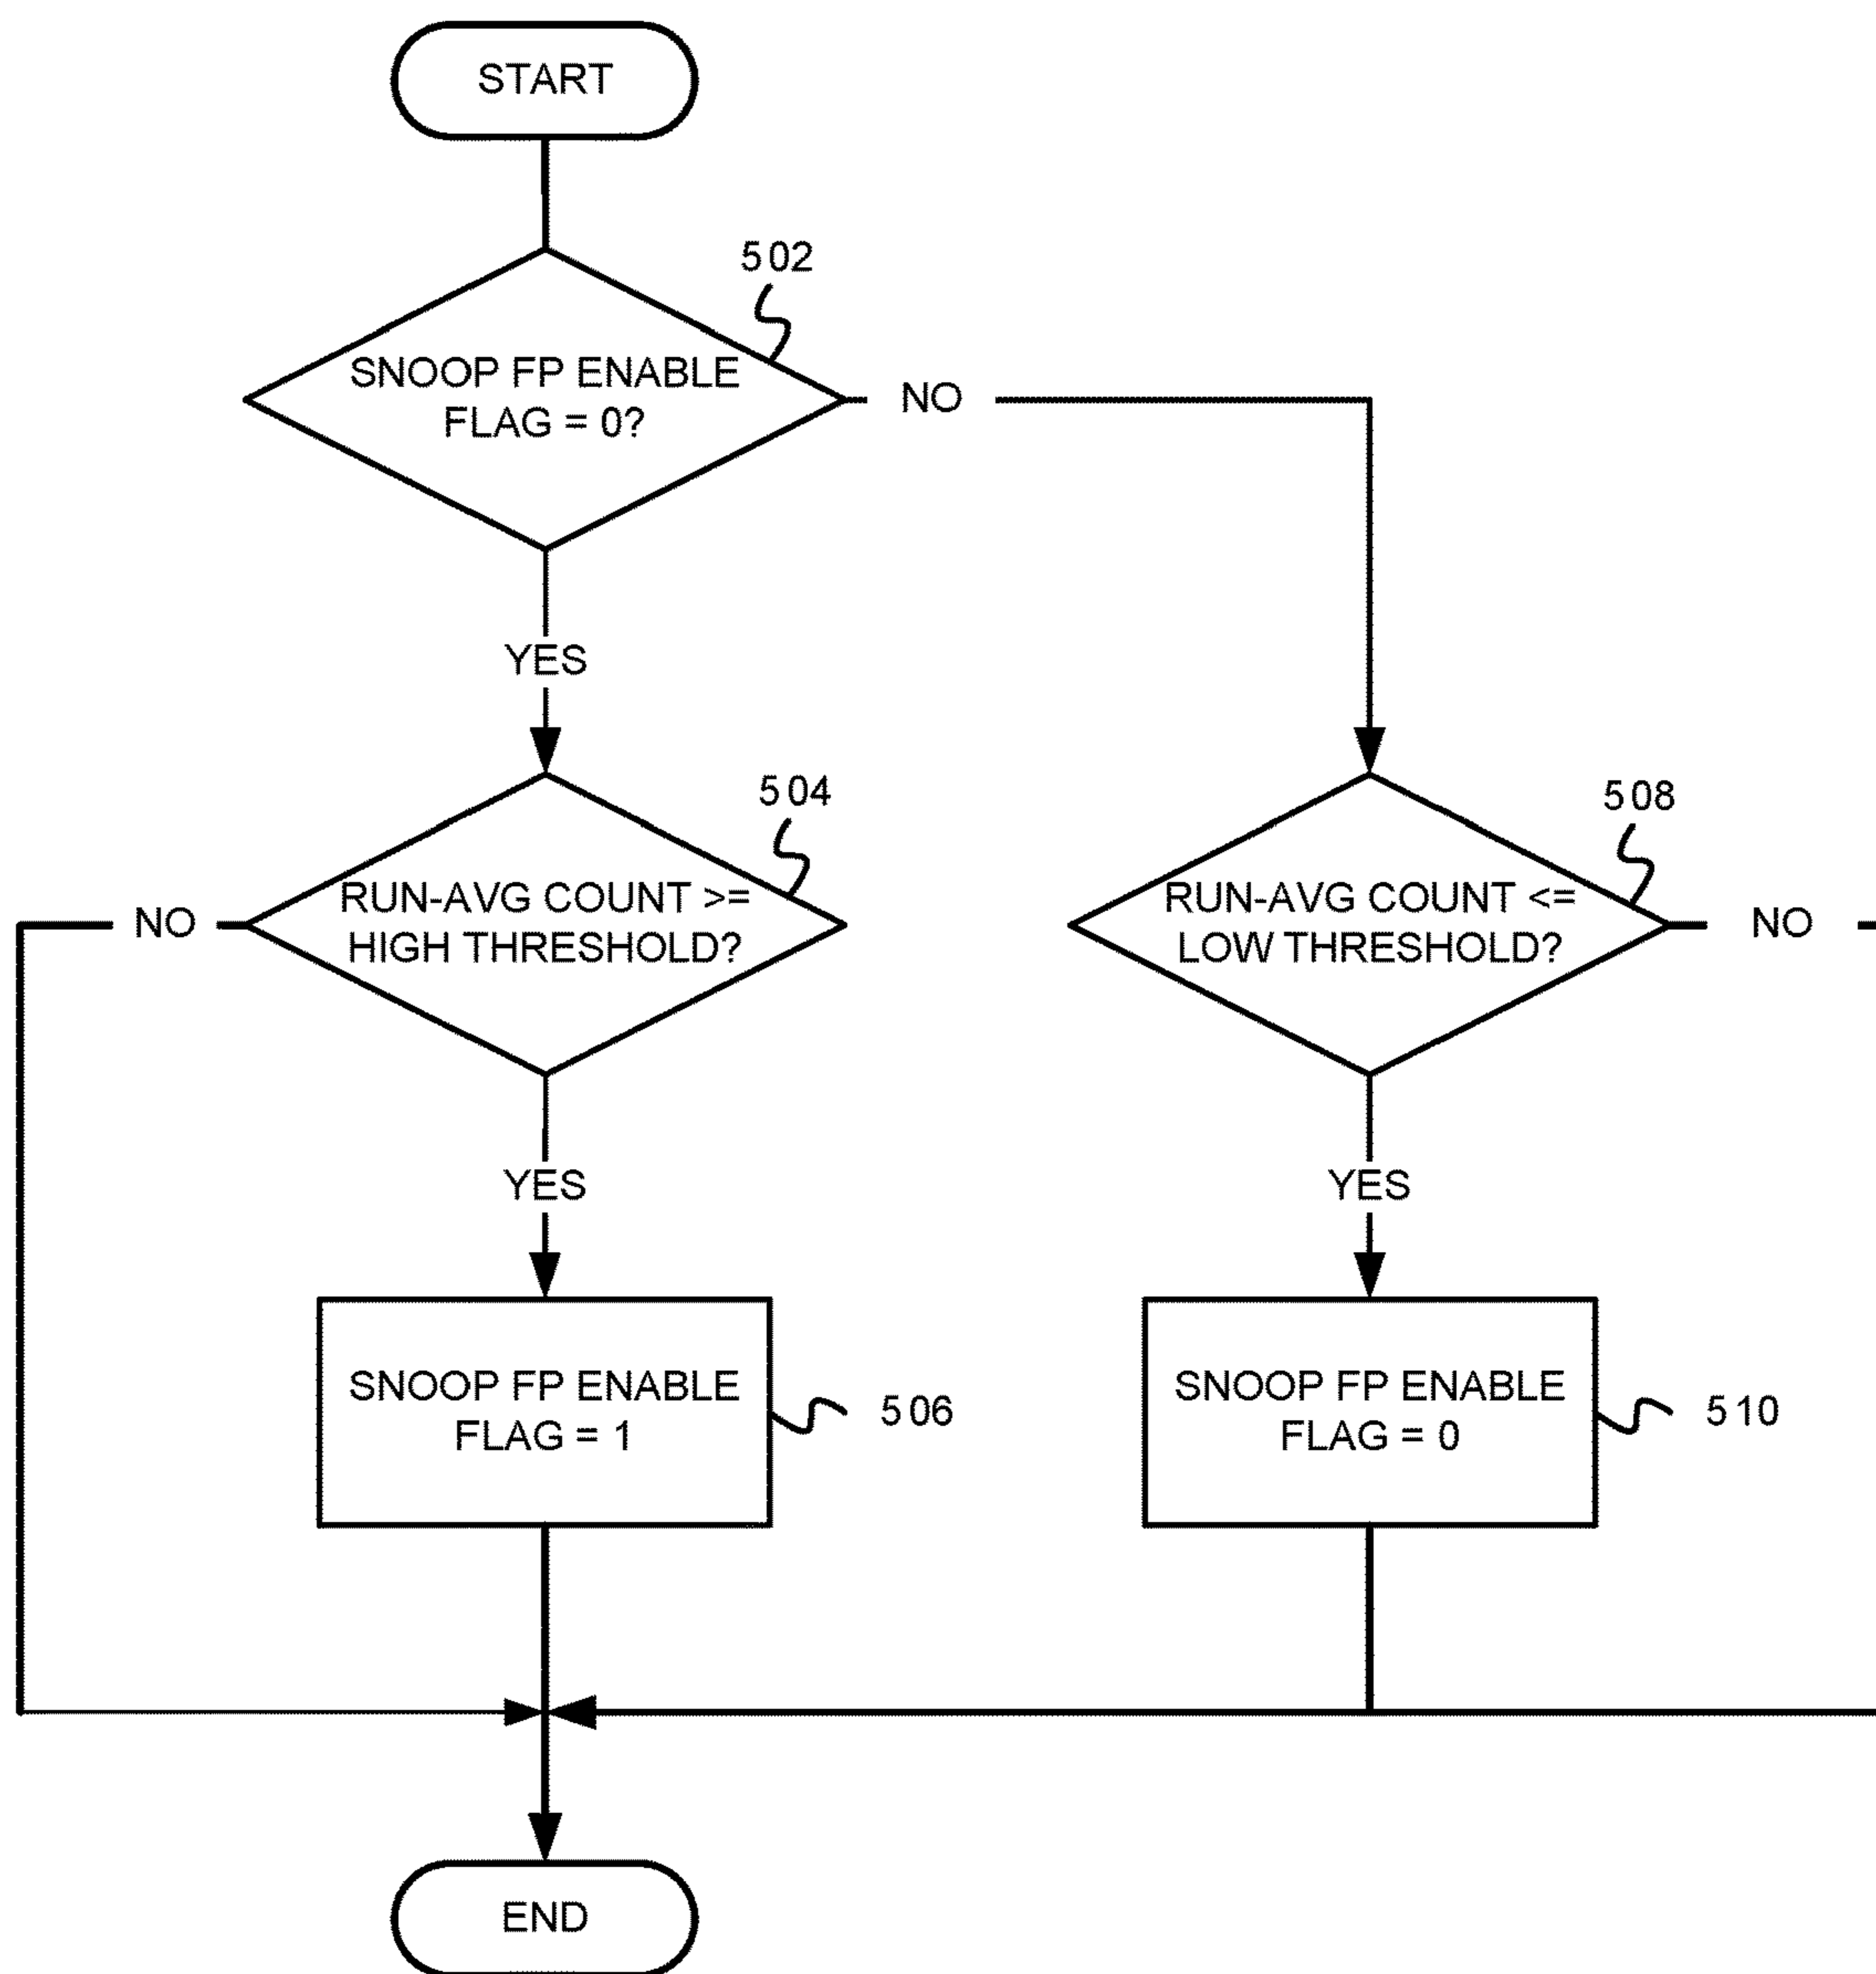 START
502
SNOOP FP ENABLE
FLAG = 0?
NO
YES
504
508
RUN-AVG COUNT >=
HIGH THRESHOLD?
NO
RUN-AVG COUNT <=
LOW THRESHOLD?
NO
YES
YES
SNOOP FP ENABLE
FLAG = 1
506
SNOOP FP ENABLE
FLAG = 0
510
END